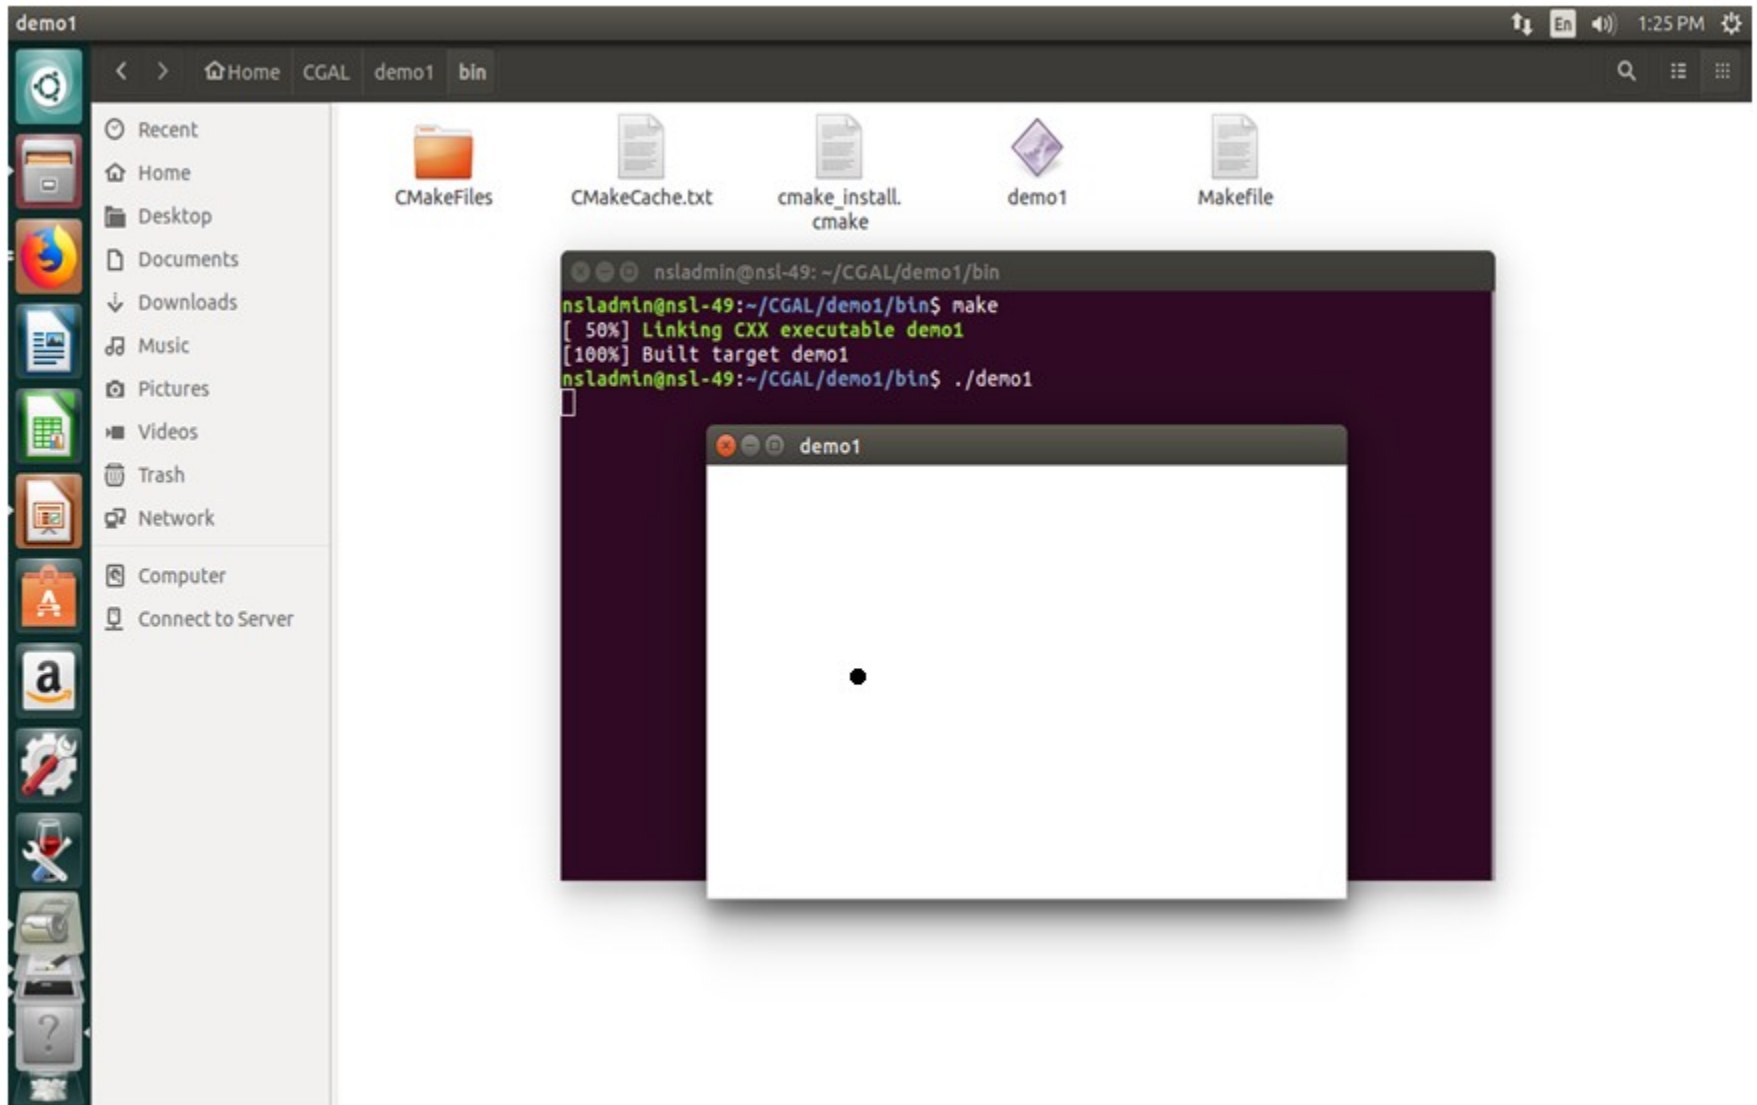 demo1
En
1:25 PM
Home CGAL demo1 bin
Recent
Home
Desktop
Documents
Downloads
Music
Pictures
Videos
Trash
Network
Computer
Connect to Server
CMakeFiles
CMakeCache.txt
cmake_install.
cmake
demo1
Makefile
nsladmin@nsl-49: ~/CGAL/demo1/bin
nsladmin@nsl-49:~/CGAL/demo1/bin$ make
[ 50%] Linking CXX executable demo1
[100%] Built target demo1
nsladmin@nsl-49:~/CGAL/demo1/bin$ ./demo1
demo1